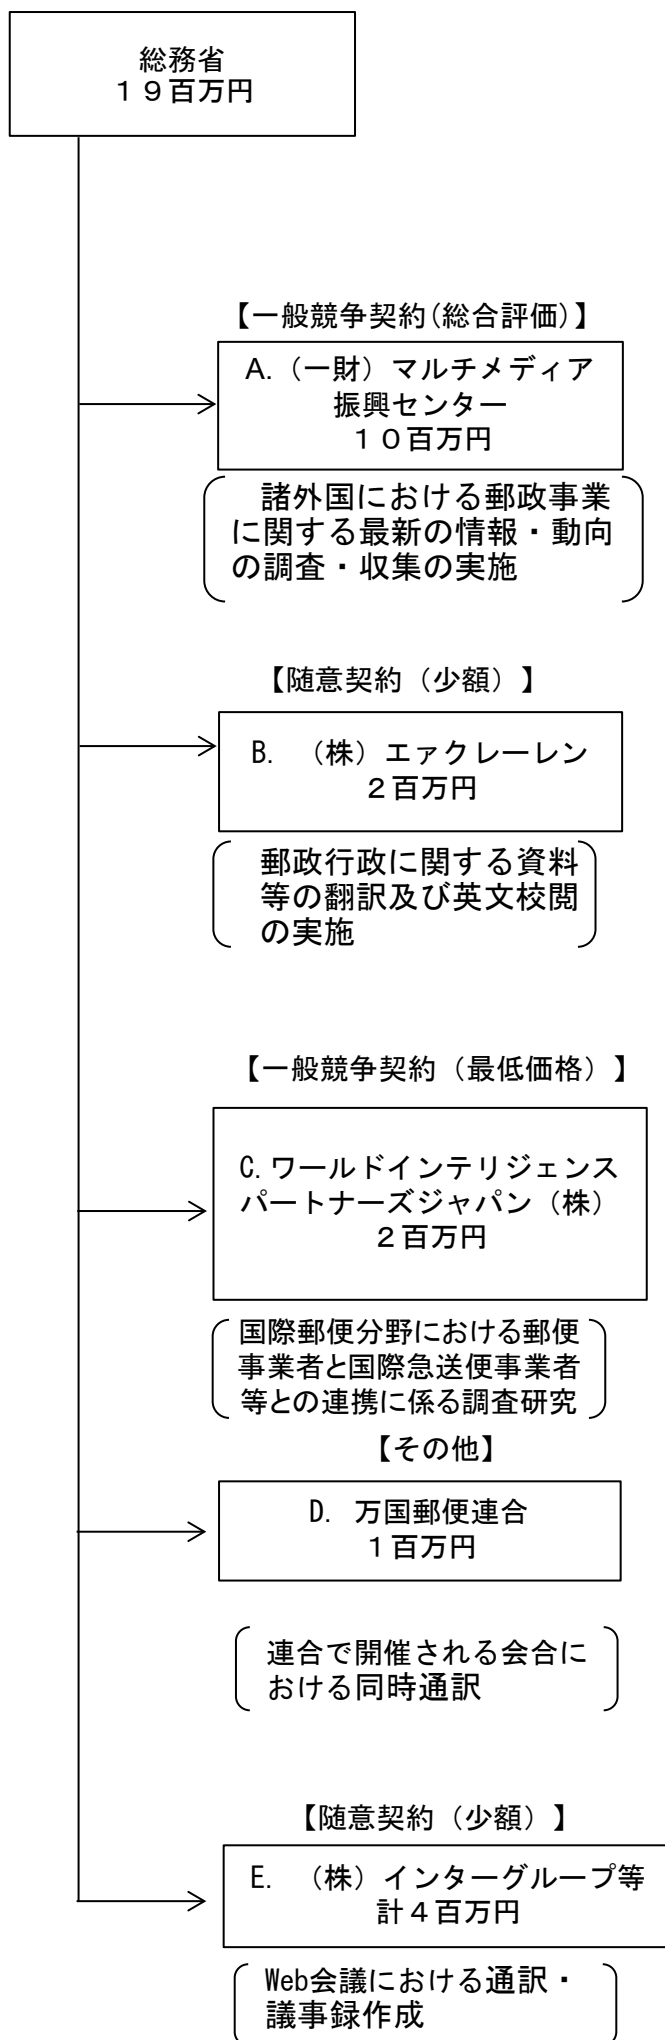 総務省
１９百万円
【一般競争契約(総合評価)】
A.（一財）マルチメディア
振興センター
１０百万円
諸外国における郵政事業
に関する最新の情報・動向
の調査・収集の実施
【随意契約（少額）】
B.　（株）エァクレーレン
２百万円
郵政行政に関する資料
等の翻訳及び英文校閲
の実施
【一般競争契約（最低価格）】
C.ワールドインテリジェンス
パートナーズジャパン（株）
２百万円
国際郵便分野における郵便
事業者と国際急送便事業者
等との連携に係る調査研究
【その他】
D.　万国郵便連合
１百万円
連合で開催される会合に
おける同時通訳
【随意契約（少額）】
E.　（株）インターグループ等
計４百万円
Web会議における通訳・
議事録作成